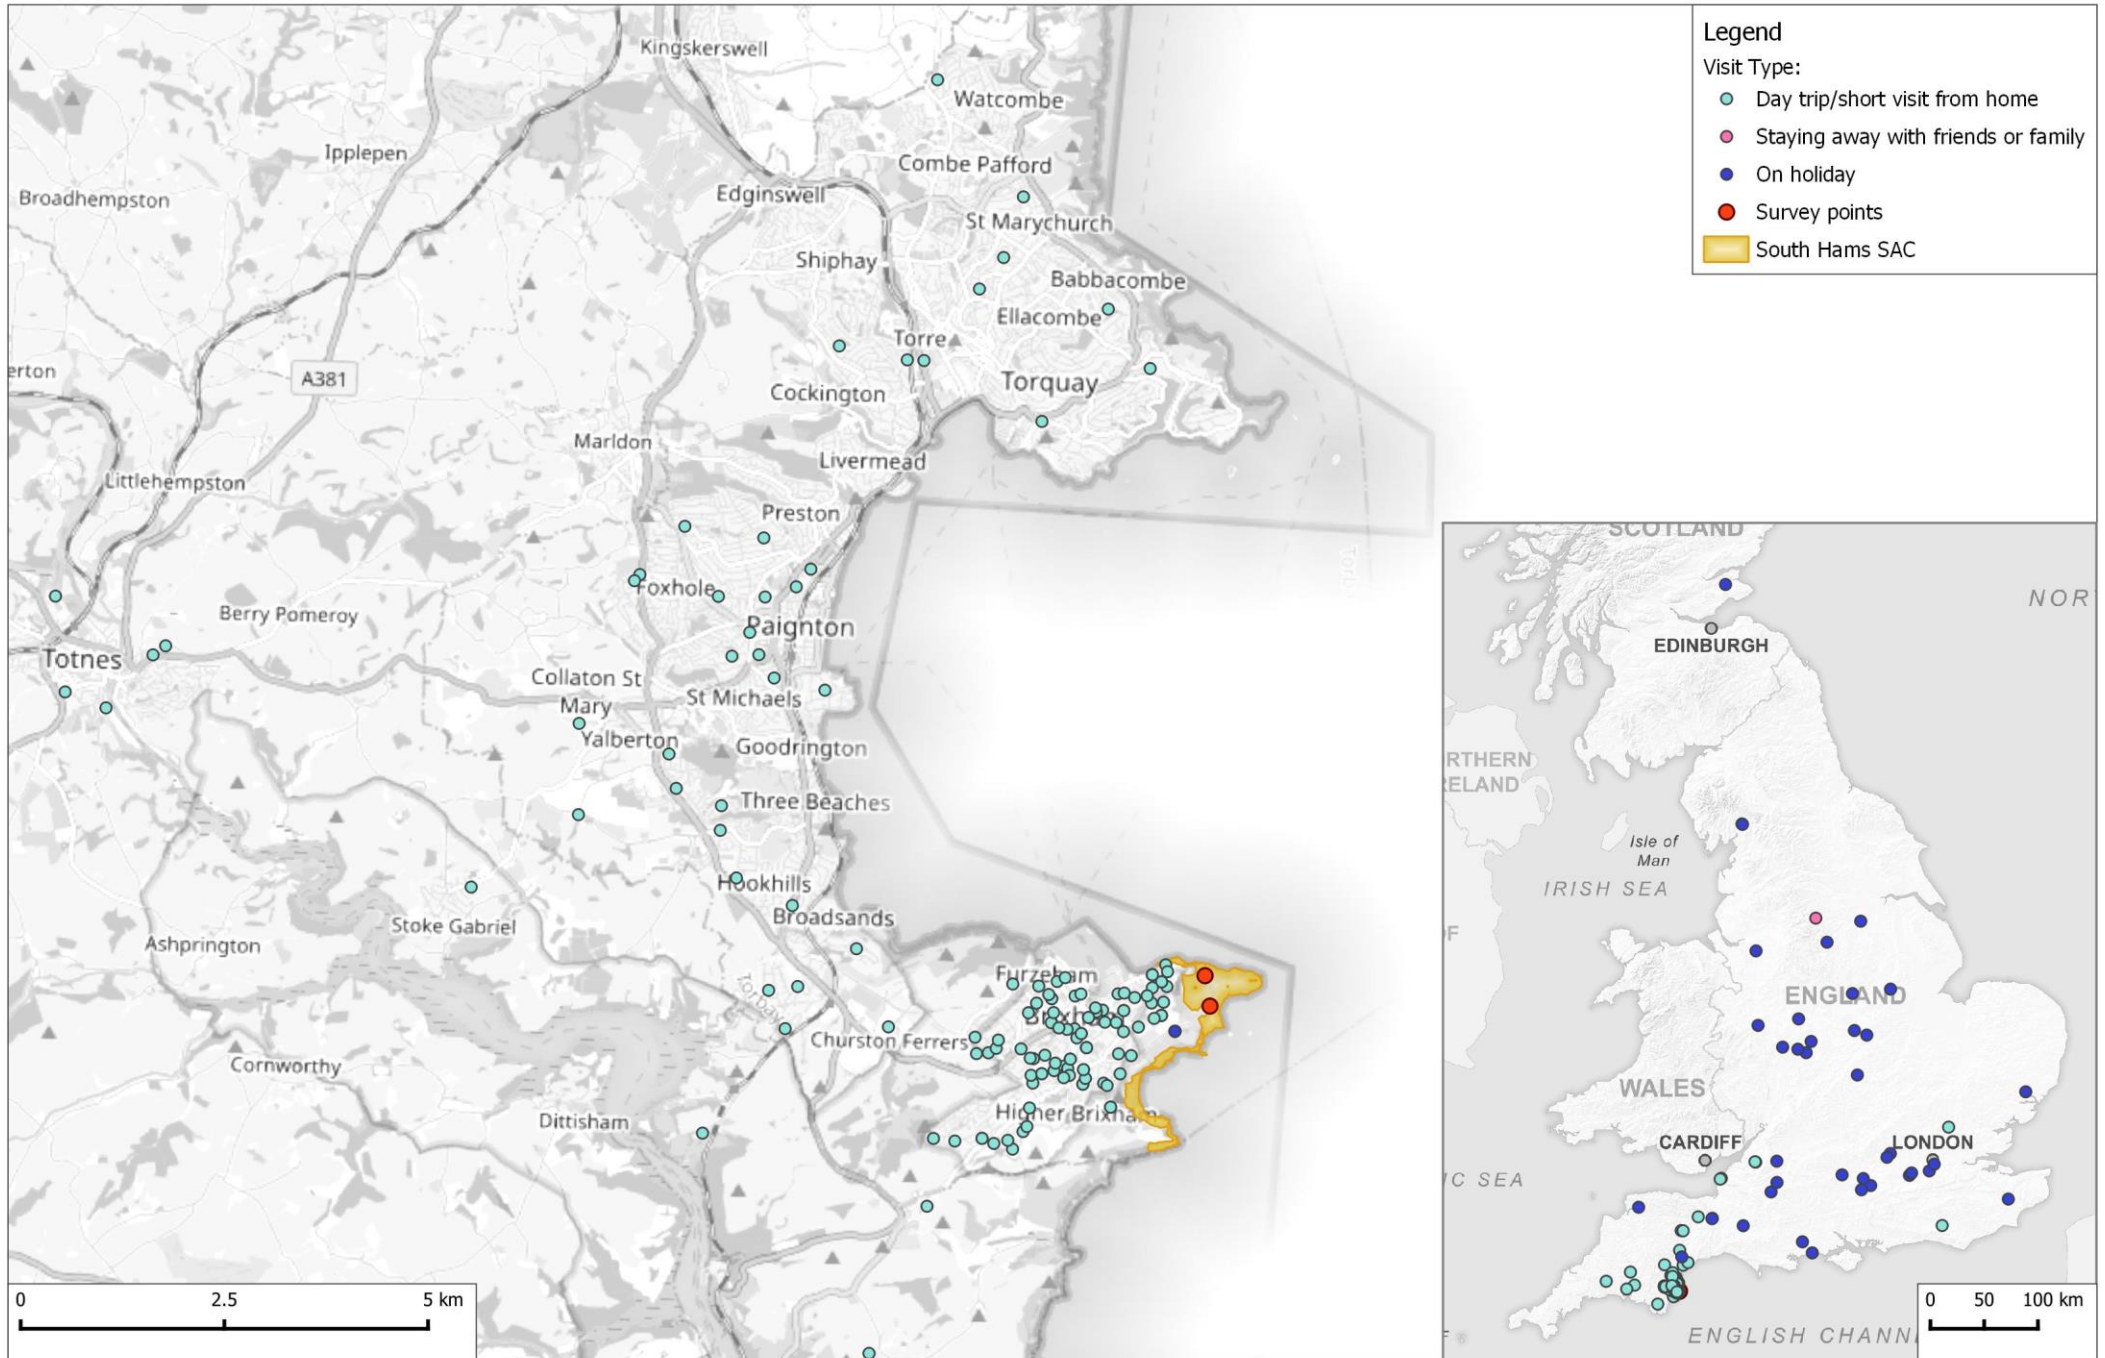 Kingskerswell
Watcombe
Ipplepen
Combe Pafford
Broadhempston
Edginswell
St Marychurch
Shiphay
Babbacombe
Ellacombe
Torre
erton
A381
Torquay
Cockington
Marldon
Livermead
Littlehempston
Preston
Foxhole
Berry Pomeroy
Paignton
Totnes
Collaton St
Mary
St Michaels
Yalberton
Goodrington
Three Beaches
Hookhills
Broadsands
Stoke Gabriel
Ashprington
Furzeham
Torbay
Brixham
Churston Ferrers
Cornworthy
Higher Brixham
Dittisham
0 2.5 5 km
Legend
Visit Type:
Day trip/short visit from home
Staying away with friends or family
On holiday
Survey points
South Hams SAC
SCOTLAND
NOR
EDINBURGH
RTHERN
RELAND
Isle of
Man
IRISH SEA
OF
ENGLAND
WALES
CARDIFF
LONDON
IC SEA
ENGLISH CHANN
0 50 100 km